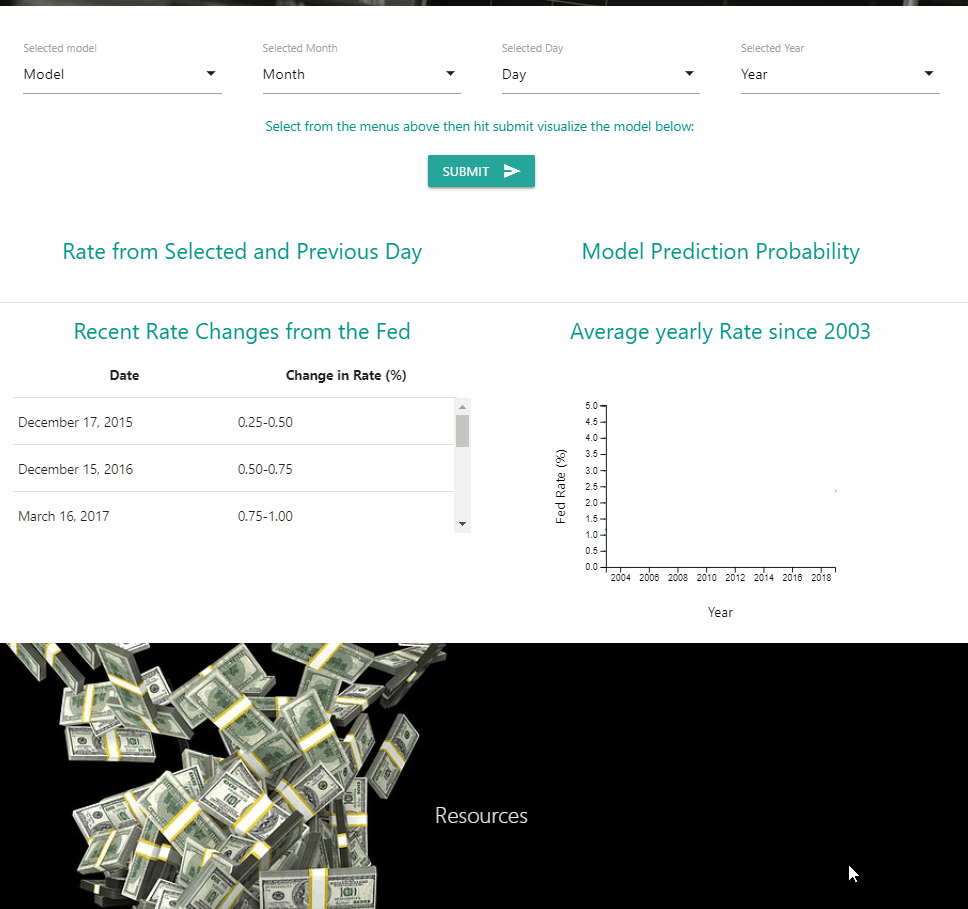 Selected model
Selected Month
Selected Day
Selected Year
Model
Month
Day
Year
Select from the menus above then hit submit visualize the model below:
SUBMIT
Rate from Selected and Previous Day
Model Prediction Probability
Recent Rate Changes from the Fed
Date Change in Rate (%)
December 17, 2015 0.25-0.50
December 15, 2016 0.50-0.75
March 16, 2017 0.75-1.00
Average yearly Rate since 2003
Fed Rate (%)
5.0
4.5
4.0
3.5
3.0
2.5
2.0
1.5
1.0
0.5
0.0
2004 2006 2008 2010 2012 2014 2016 2018
Year
Resources